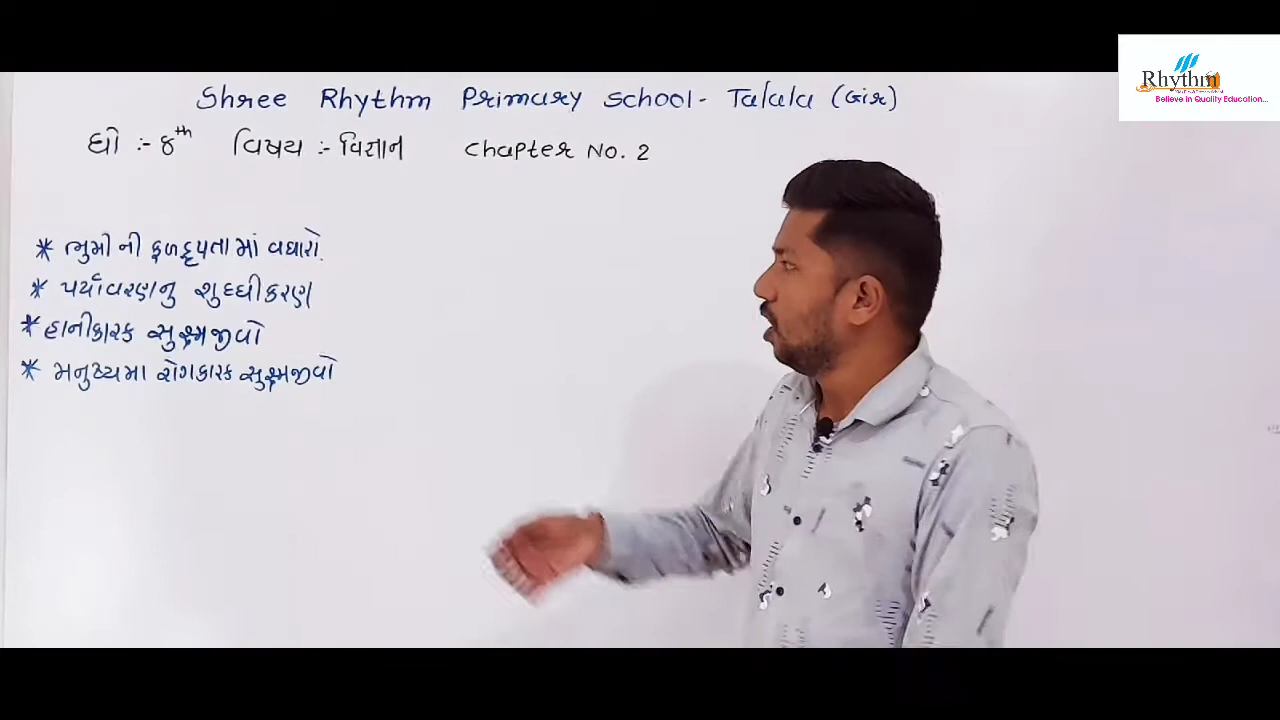 Shree Rhythm Primary School - Talala (Gir)
ધો :- 8th વિષય :- વિજ્ઞાન Chapter No. 2
* ભુમી ની ફળદ્રુપતા માં વધારો.
* પર્યાવરણનુ શુધ્ધીકરણ
* હાનીકારક સુક્ષ્મજીવો
* મનુષ્યમા રોગકારક સુક્ષ્મજીવો
Rhythm
Believe in Quality Education...